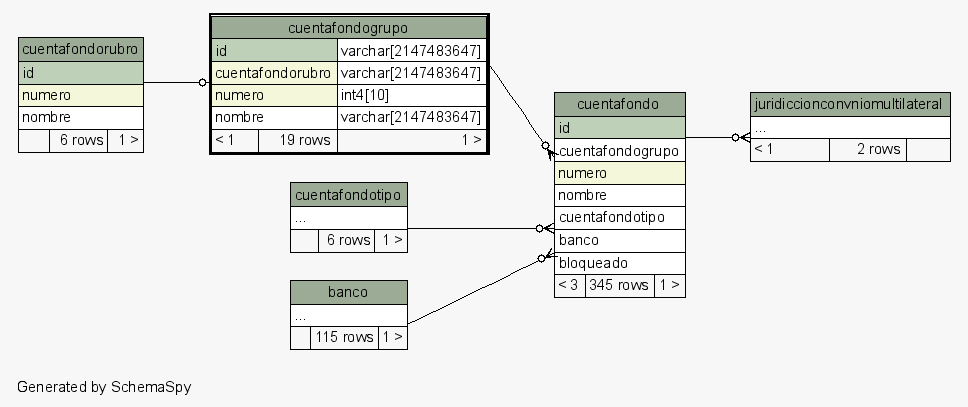 cuentafondorubro
id
numero
nombre
6 rows 1 >
cuentafondogrupo
id varchar[2147483647]
cuentafondorubro varchar[2147483647]
numero int4[10]
nombre varchar[2147483647]
< 1 19 rows 1 >
cuentafondotipo
...
6 rows 1 >
banco
...
115 rows 1 >
cuentafondo
id
cuentafondogrupo
numero
nombre
cuentafondotipo
banco
bloqueado
< 3 345 rows 1 >
juridiccionconvniomultilateral
...
< 1 2 rows
Generated by SchemaSpy